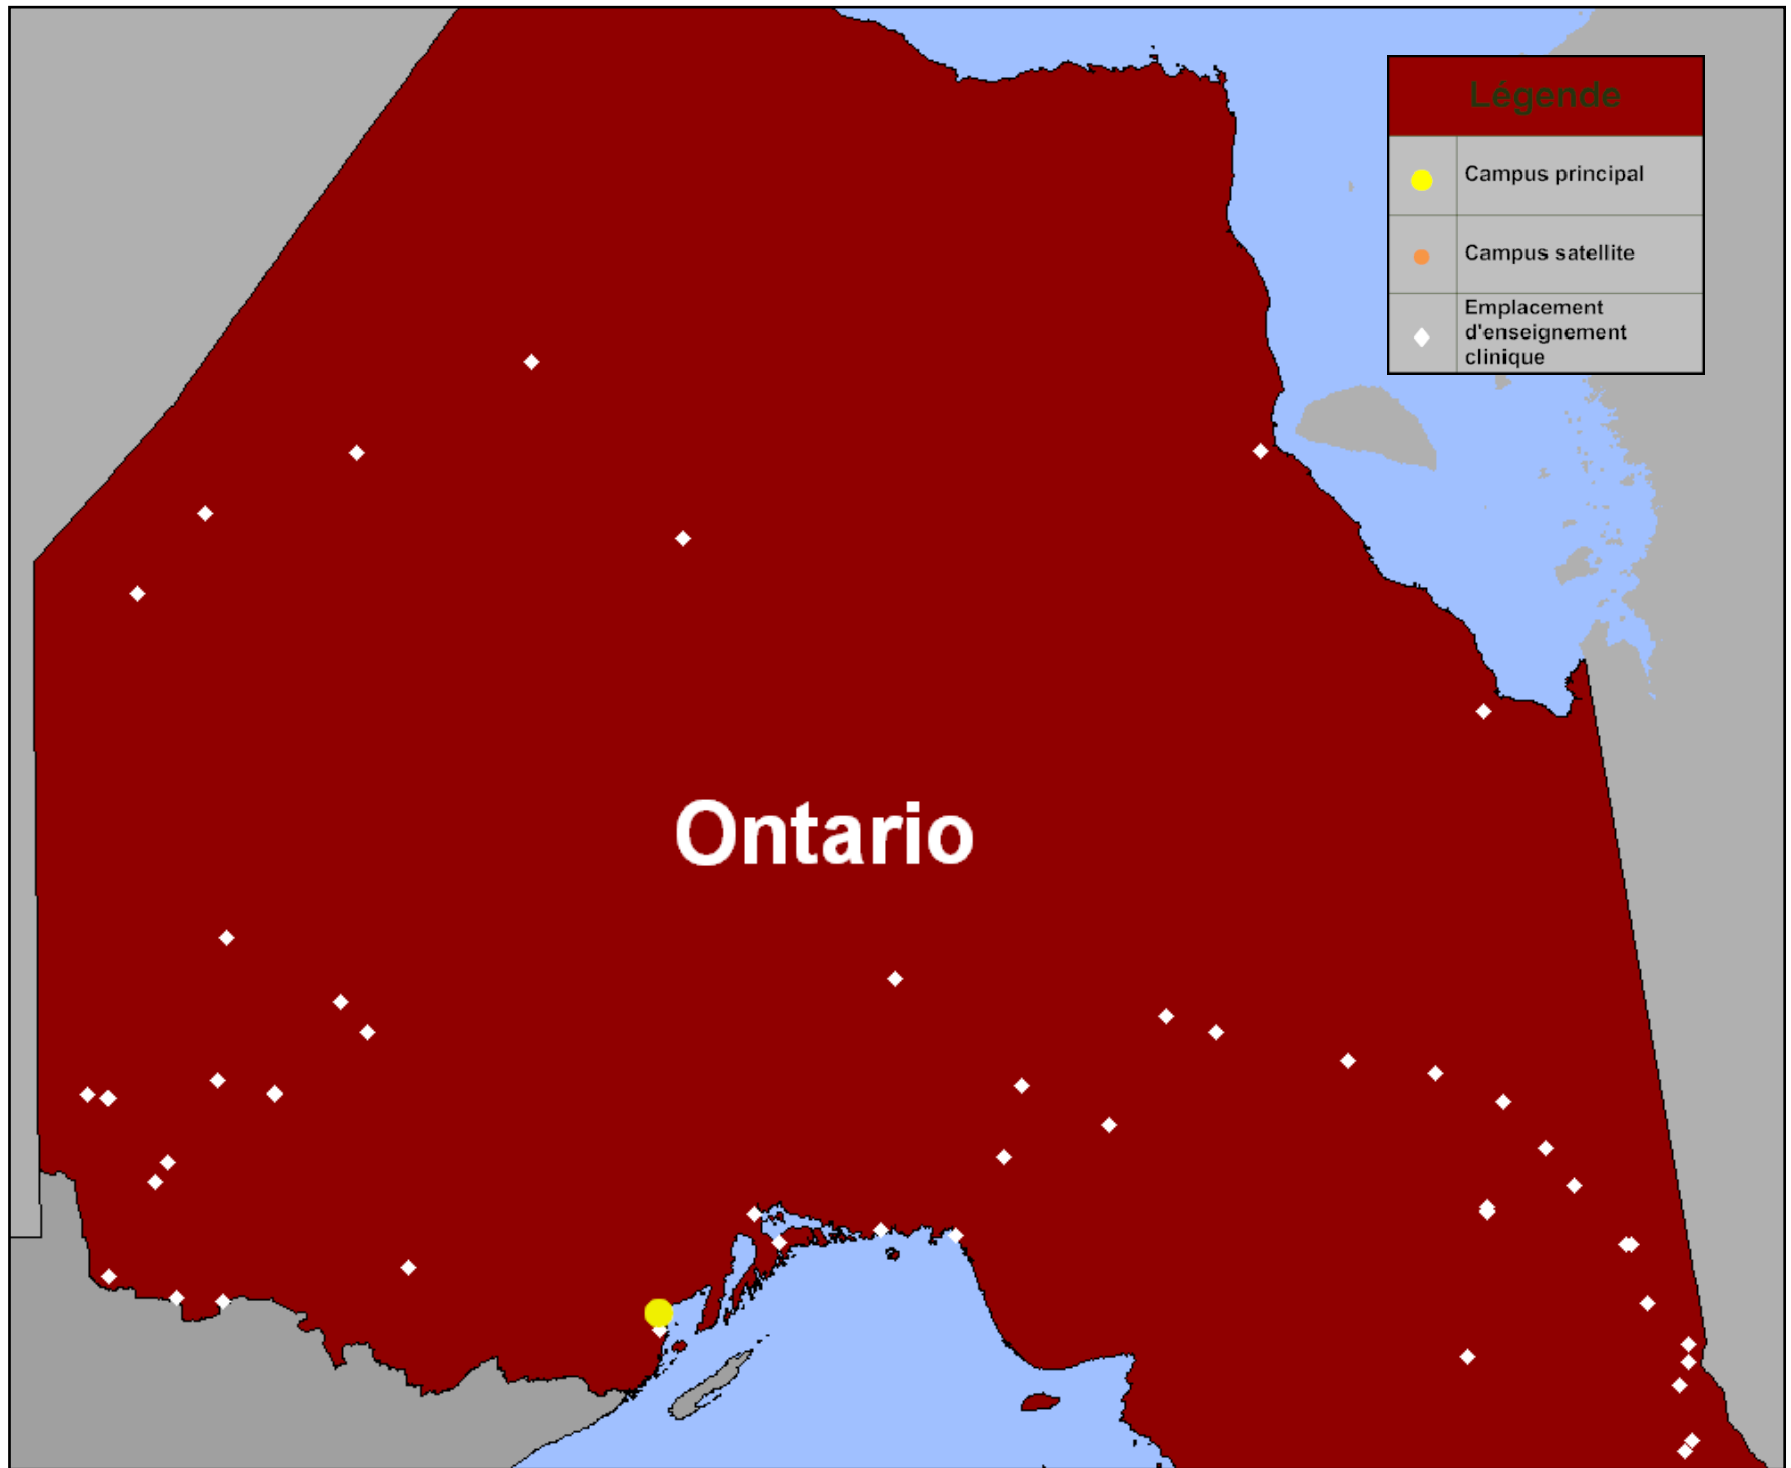 Légende
Campus principal
Campus satellite
Emplacement
d'enseignement
clinique
Ontario